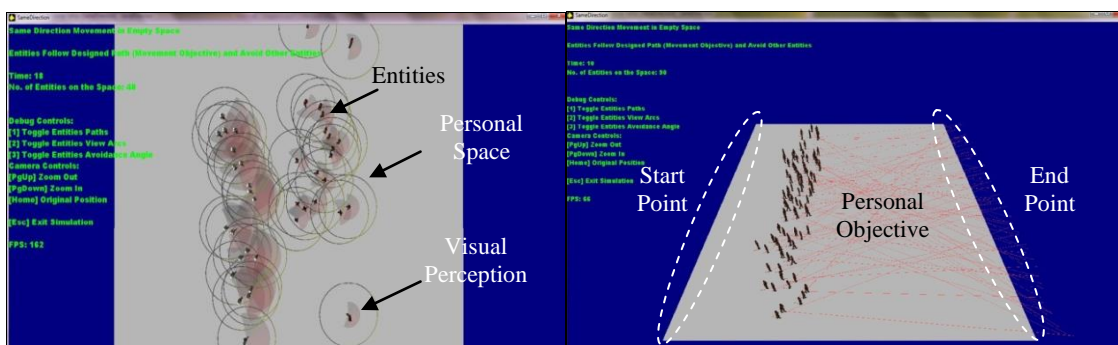 SameDirection
Same Direction Movement in Empty Space
Entities Follow Designed Path (Movement Objective) and Avoid Other Entities
Time: 18
No. of Entities on the Space: 40
Debug Controls:
[1] Toggle Entities Paths
[2] Toggle Entities View Area
[3] Toggle Entities Avoidance Angle
Camera Controls:
[PgUp] Zoom Out
[PgDown] Zoom In
[Home] Original Position
[Esc] Exit Simulation
FPS: 162
Entities
Personal
Space
Visual
Perception
SameDirection
Same Direction Movement in Empty Space
Entities Follow Designed Path (Movement Objective) and Avoid Other Entities
Time: 10
No. of Entities on the Space: 90
Debug Controls:
[1] Toggle Entities Paths
[2] Toggle Entities View Area
[3] Toggle Entities Avoidance Angle
Camera Controls:
[PgUp] Zoom Out
[PgDown] Zoom In
[Home] Original Position
[Esc] Exit Simulation
FPS: 66
Start
Point
Personal
Objective
End
Point